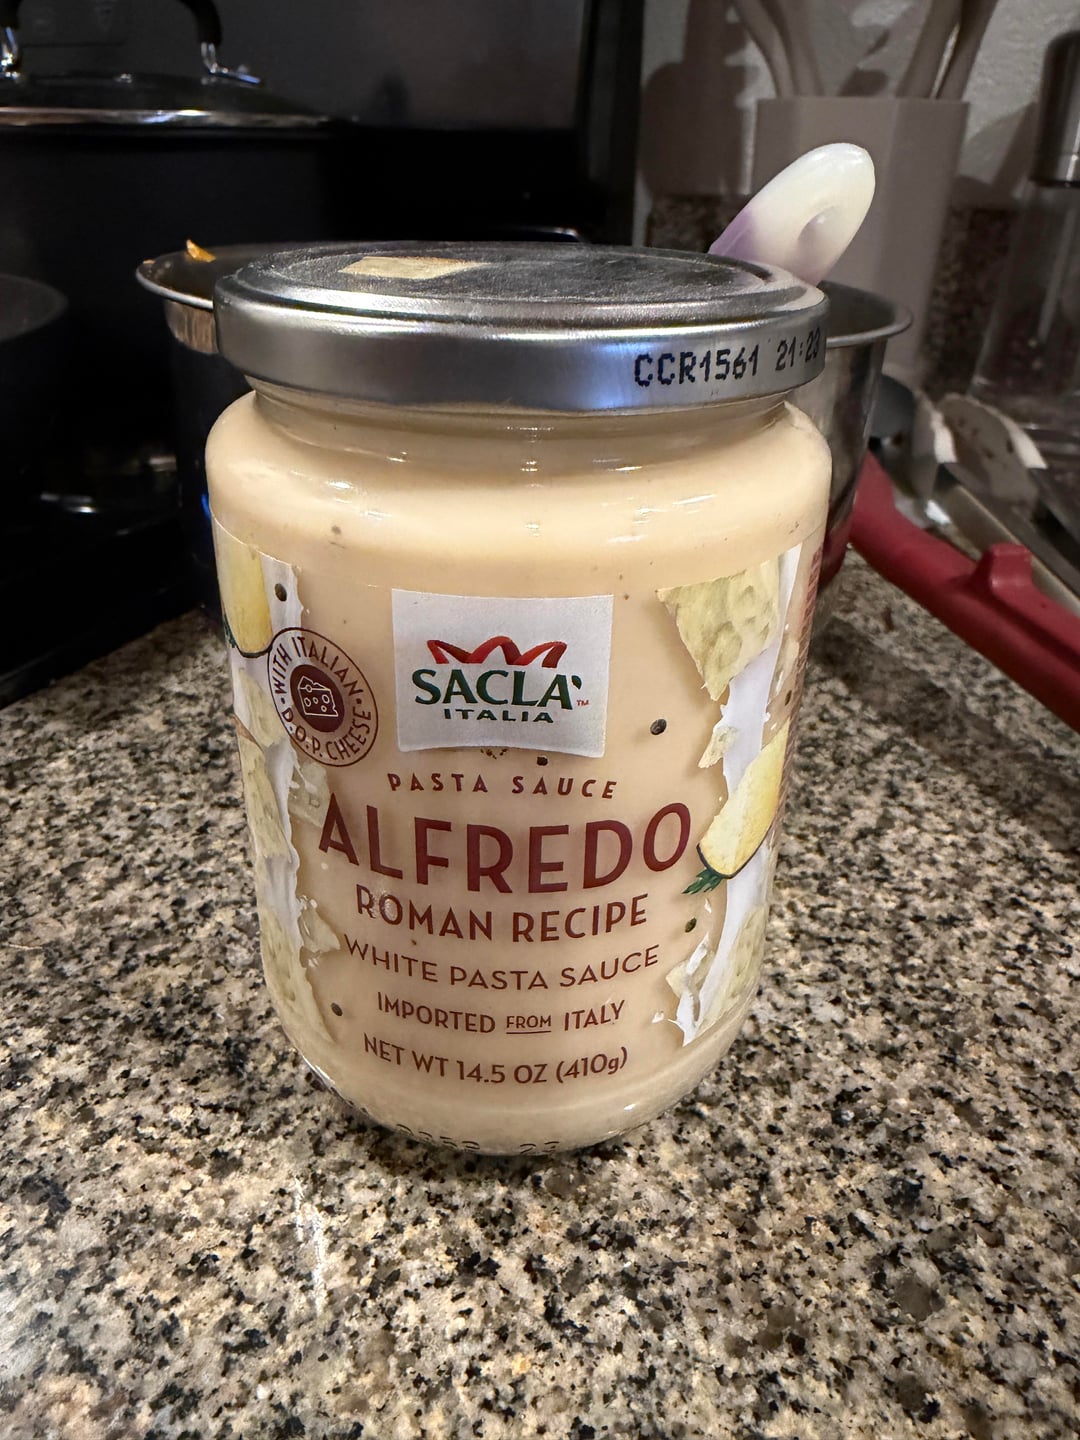 CCR1561 21:23
WITH ITALIAN
D.O.P. CHEESE
SACLÀ™
ITALIA
PASTA SAUCE
ALFREDO
ROMAN RECIPE
WHITE PASTA SAUCE
IMPORTED FROM ITALY
NET WT 14.5 OZ (410g)